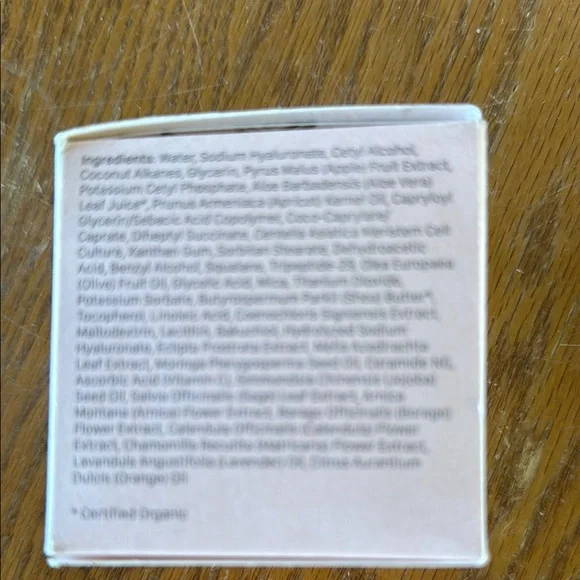 Ingredients: Water, Sodium Hyaluronate, Cetyl Alcohol,
Coconut Alkanes, Glycerin, Pyrus Malus (Apple) Fruit Extract,
Potassium Cetyl Phosphate, Aloe Barbadensis (Aloe Vera)
Leaf Juice*, Prunus Armeniaca (Apricot) Kernel Oil, Capryloyl
Glycerin/Sebacic Acid Copolymer, Coco-Caprylate/
Caprate, Diheptyl Succinate, Centella Asiatica Meristem Cell
Culture, Xanthan Gum, Sorbitan Stearate, Dehydroacetic
Acid, Benzyl Alcohol, Squalane, Tripeptide-29, Olea Europaea
(Olive) Fruit Oil, Glycolic Acid, Mica, Titanium Dioxide,
Potassium Sorbate, Butyrospermum Parkii (Shea) Butter*,
Tocopherol, Linoleic Acid, Extract,
Maltodextrin, Lecithin, Bakuchiol, Hydrolyzed Sodium
Hyaluronate, Eclipta Prostrata Extract, Melia Azadirachta
Leaf Extract, Moringa Pterygosperma Seed Oil, Ceramide
Ascorbic Acid (Vitamin C), Simmondsia Chinensis (Jojoba)
Seed Oil, Salvia Officinalis (Sage) Leaf Extract, Arnica
Montana (Arnica) Flower Extract, Borago Officinalis (Borage)
Flower Extract, Calendula Officinalis (Calendula) Flower
Extract, Chamomilla Recutita (Matricaria) Flower Extract,
Lavandula Angustifolia (Lavender) Oil, Citrus Aurantium
Dulcis (Orange) Oil
* Certified Organic